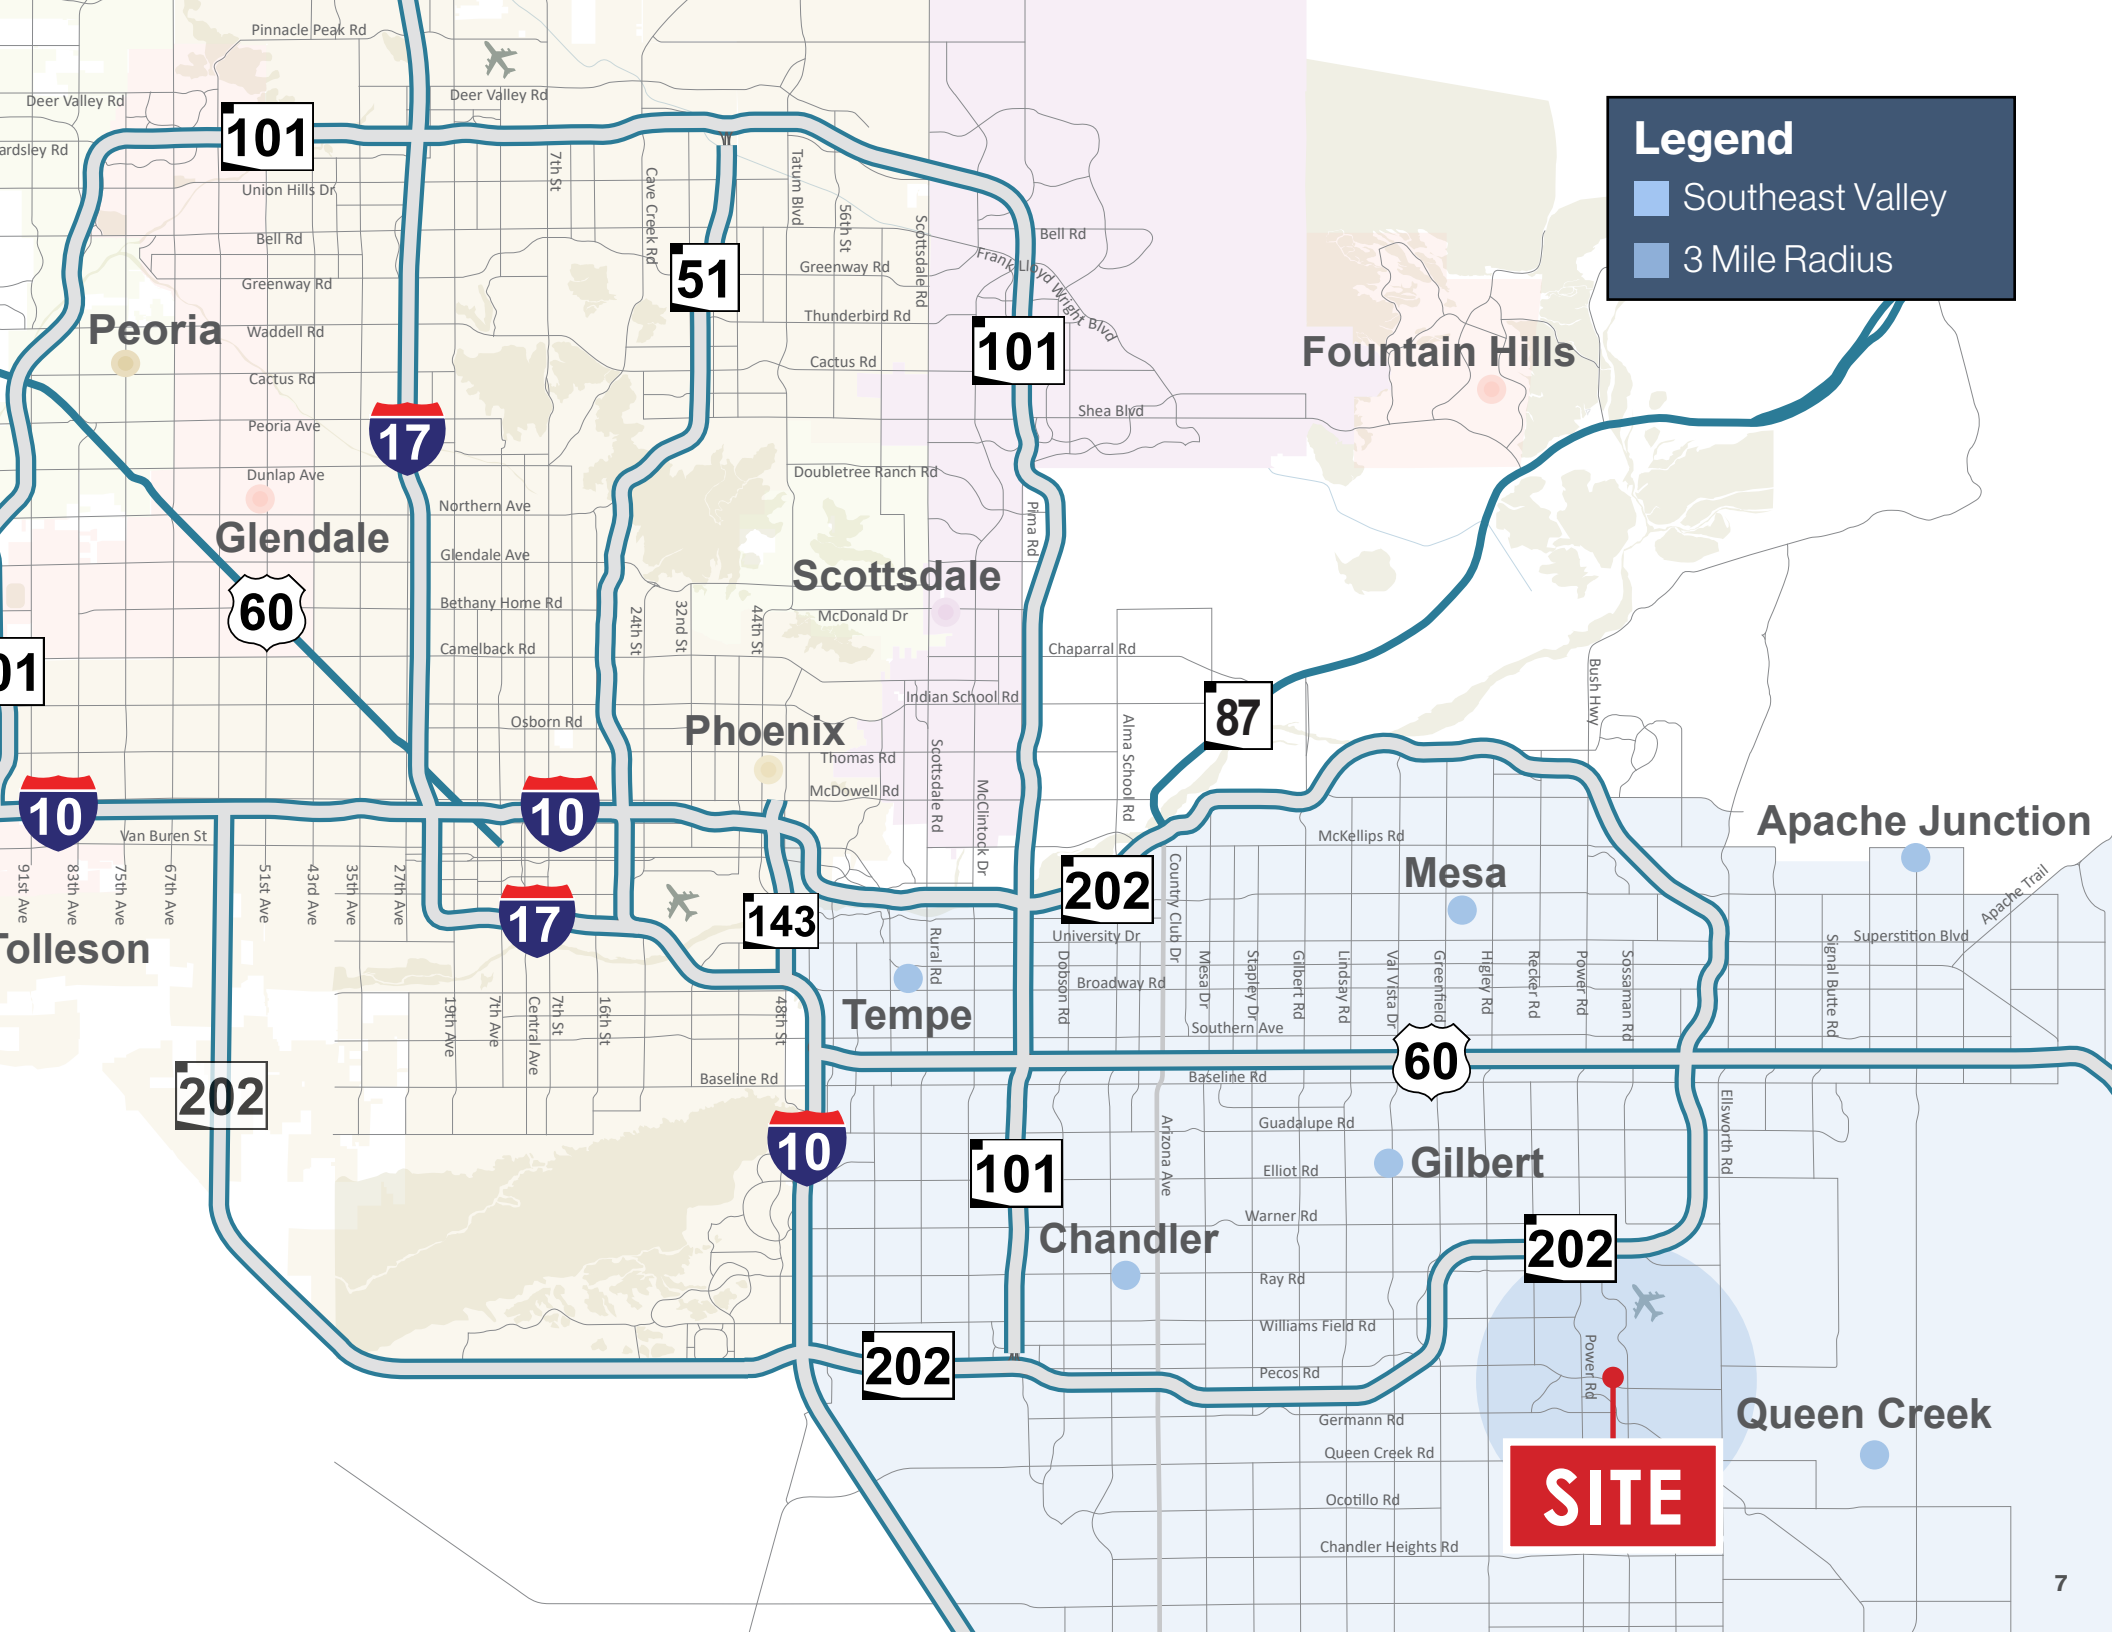 Pinnacle Peak Rd
Deer Valley Rd
Deer Valley Rd
101
ardsley Rd
7th St
Tatum Blvd
Cave Creek Rd
Union Hills Dr
56th St
Scottsdale Rd
Bell Rd
Bell Rd
Frank Lloyd Wright Blvd
Greenway Rd
51
Greenway Rd
Thunderbird Rd
Peoria
Waddell Rd
101
Cactus Rd
Cactus Rd
Fountain Hills
Legend
Southeast Valley
3 Mile Radius
Shea Blvd
Peoria Ave
17
Dunlap Ave
Doubletree Ranch Rd
Northern Ave
Pima Rd
Glendale
Glendale Ave
Scottsdale
60
Bethany Home Rd
24th St
32nd St
44th St
McDonald Dr
Camelback Rd
Chaparral Rd
01
Indian School Rd
Bush Hwy
87
Osborn Rd
Phoenix
Alma School Rd
Thomas Rd
Scottsdale Rd
McClintock Dr
McDowell Rd
10
10
Van Buren St
McKellips Rd
Apache Junction
Mesa
91st Ave
83th Ave
75th Ave
67th Ave
51st Ave
43rd Ave
35th Ave
27th Ave
202
Country Club Dr
Apache Trail
17
143
University Dr
Superstition Blvd
Tolleson
Rural Rd
Dobson Rd
Broadway Rd
Mesa Dr
Stapley Dr
Gilbert Rd
Lindsay Rd
Val Vista Dr
Greenfield
Higley Rd
Recker Rd
Power Rd
Sossaman Rd
Signal Butte Rd
19th Ave
7th Ave
Central Ave
7th St
16th St
48th St
Tempe
Southern Ave
60
Baseline Rd
Baseline Rd
202
Ellsworth Rd
Guadalupe Rd
Arizona Ave
10
101
Elliot Rd
Gilbert
Warner Rd
Chandler
202
Ray Rd
Williams Field Rd
Power Rd
202
Pecos Rd
Germann Rd
Queen Creek
Queen Creek Rd
Ocotillo Rd
SITE
Chandler Heights Rd
7